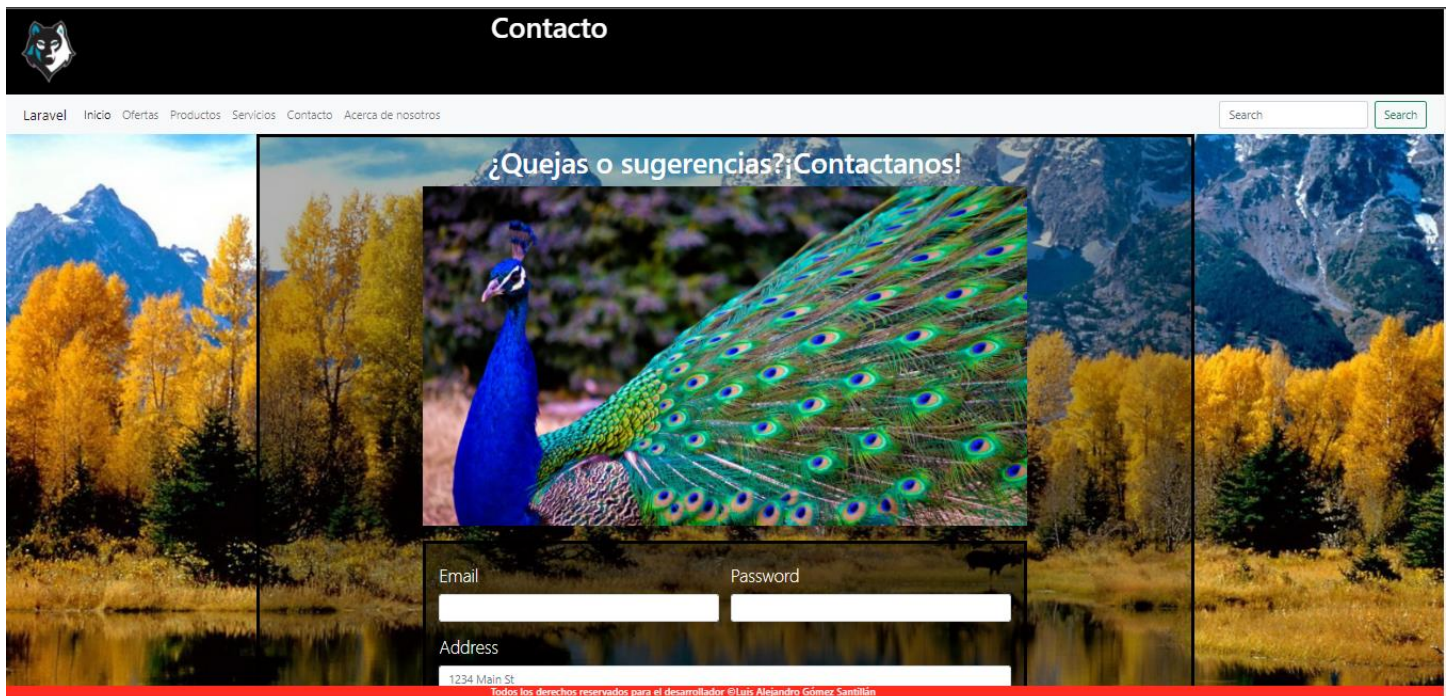 Contacto
Laravel Inicio Ofertas Productos Servicios Contacto Acerca de nosotros Search Search
¿Quejas o sugerencias?¡Contactanos!
Email Password
Address
1234 Main St
Todos los derechos reservados para el desarrollador ©Luis Alejandro Gómez Santillán